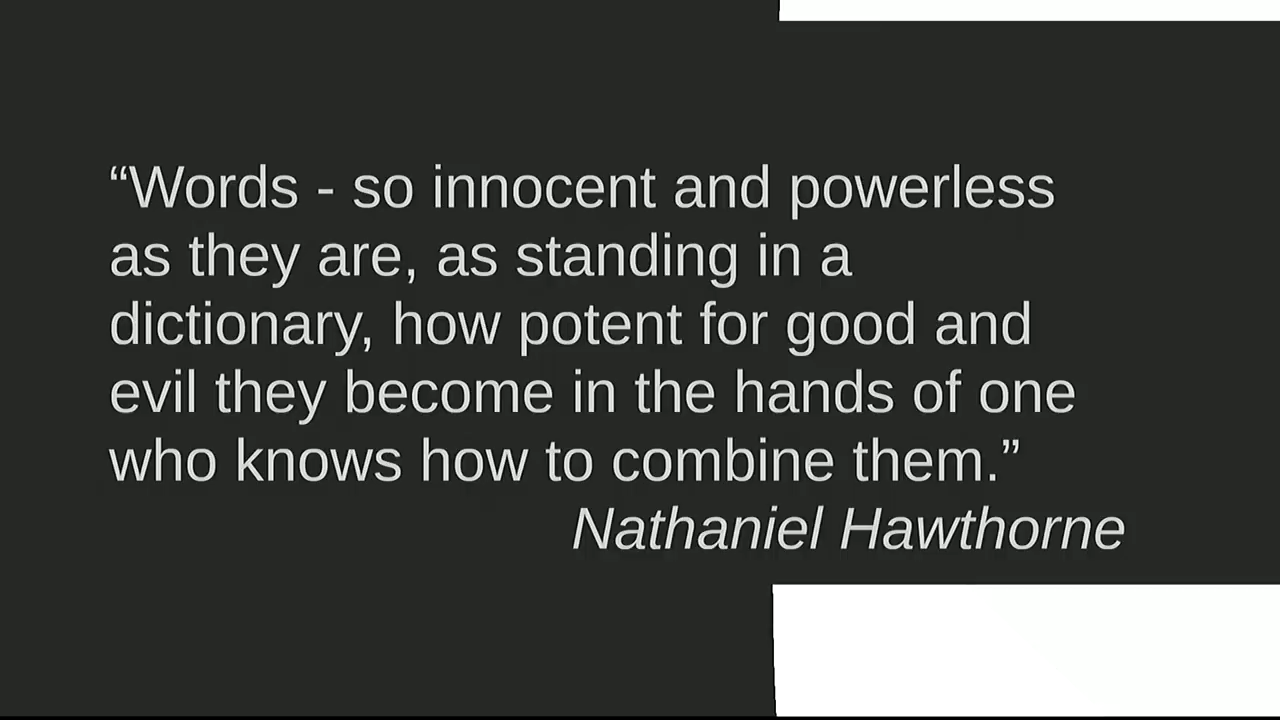 “Words - so innocent and powerless
as they are, as standing in a
dictionary, how potent for good and
evil they become in the hands of one
who knows how to combine them.”
Nathaniel Hawthorne